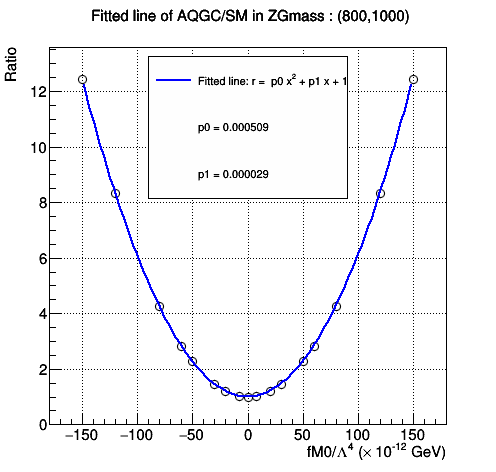 Fitted line of AQGC/SM in ZGmass : (800,1000)
Ratio
Fitted line: r = p0 x² + p1 x + 1
p0 = 0.000509
p1 = 0.000029
12
10
8
6
4
2
0
−150 −100 −50 0 50 100 150
fM0/Λ⁴ (× 10⁻¹² GeV)